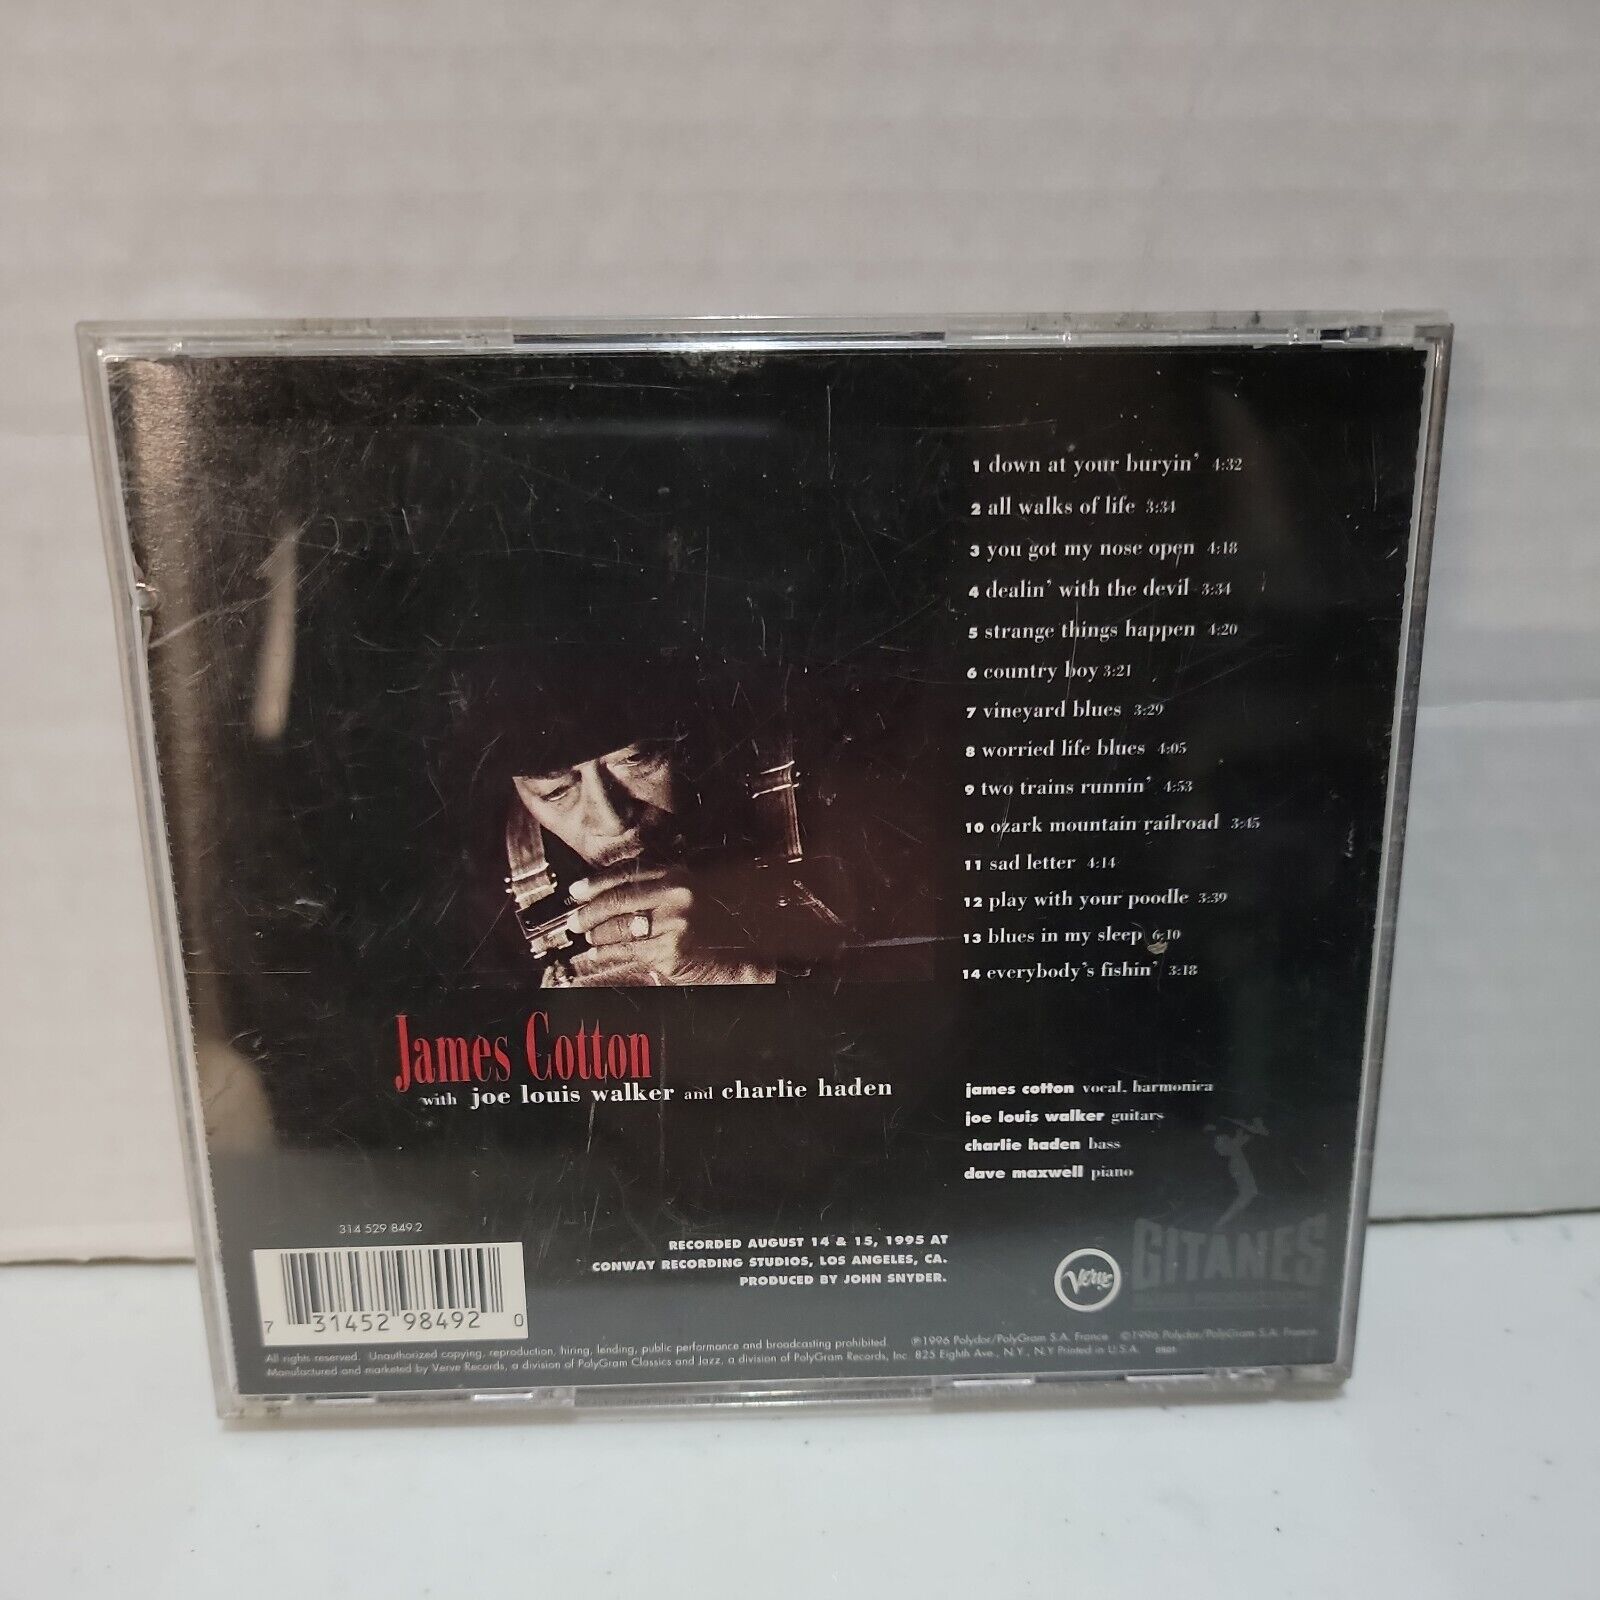 1 down at your buryin' 4:32
2 all walks of life 3:34
3 you got my nose open 4:18
4 dealin' with the devil 3:34
5 strange things happen 4:20
6 country boy 3:21
7 vineyard blues 3:29
8 worried life blues 4:05
9 two trains runnin' 4:53
10 ozark mountain railroad 3:45
11 sad letter 4:14
12 play with your poodle 3:39
13 blues in my sleep 6:10
14 everybody's fishin' 3:18
James Cotton
with joe louis walker and charlie haden
james cotton vocal, harmonica
joe louis walker guitars
charlie haden bass
dave maxwell piano
314 529 849 2
7 31452 98492 0
RECORDED AUGUST 14 & 15, 1995 AT
CONWAY RECORDING STUDIOS, LOS ANGELES, CA.
PRODUCED BY JOHN SNYDER.
Verve
GITANES
All rights reserved. Unauthorized copying, reproduction, hiring, lending, public performance and broadcasting prohibited. ℗1996 Polydor/PolyGram S.A. France ©1996 Polydor/PolyGram S.A. France
Manufactured and marketed by Verve Records, a division of PolyGram Classics and Jazz, a division of PolyGram Records, Inc. 825 Eighth Ave., N.Y., N.Y Printed in U.S.A.